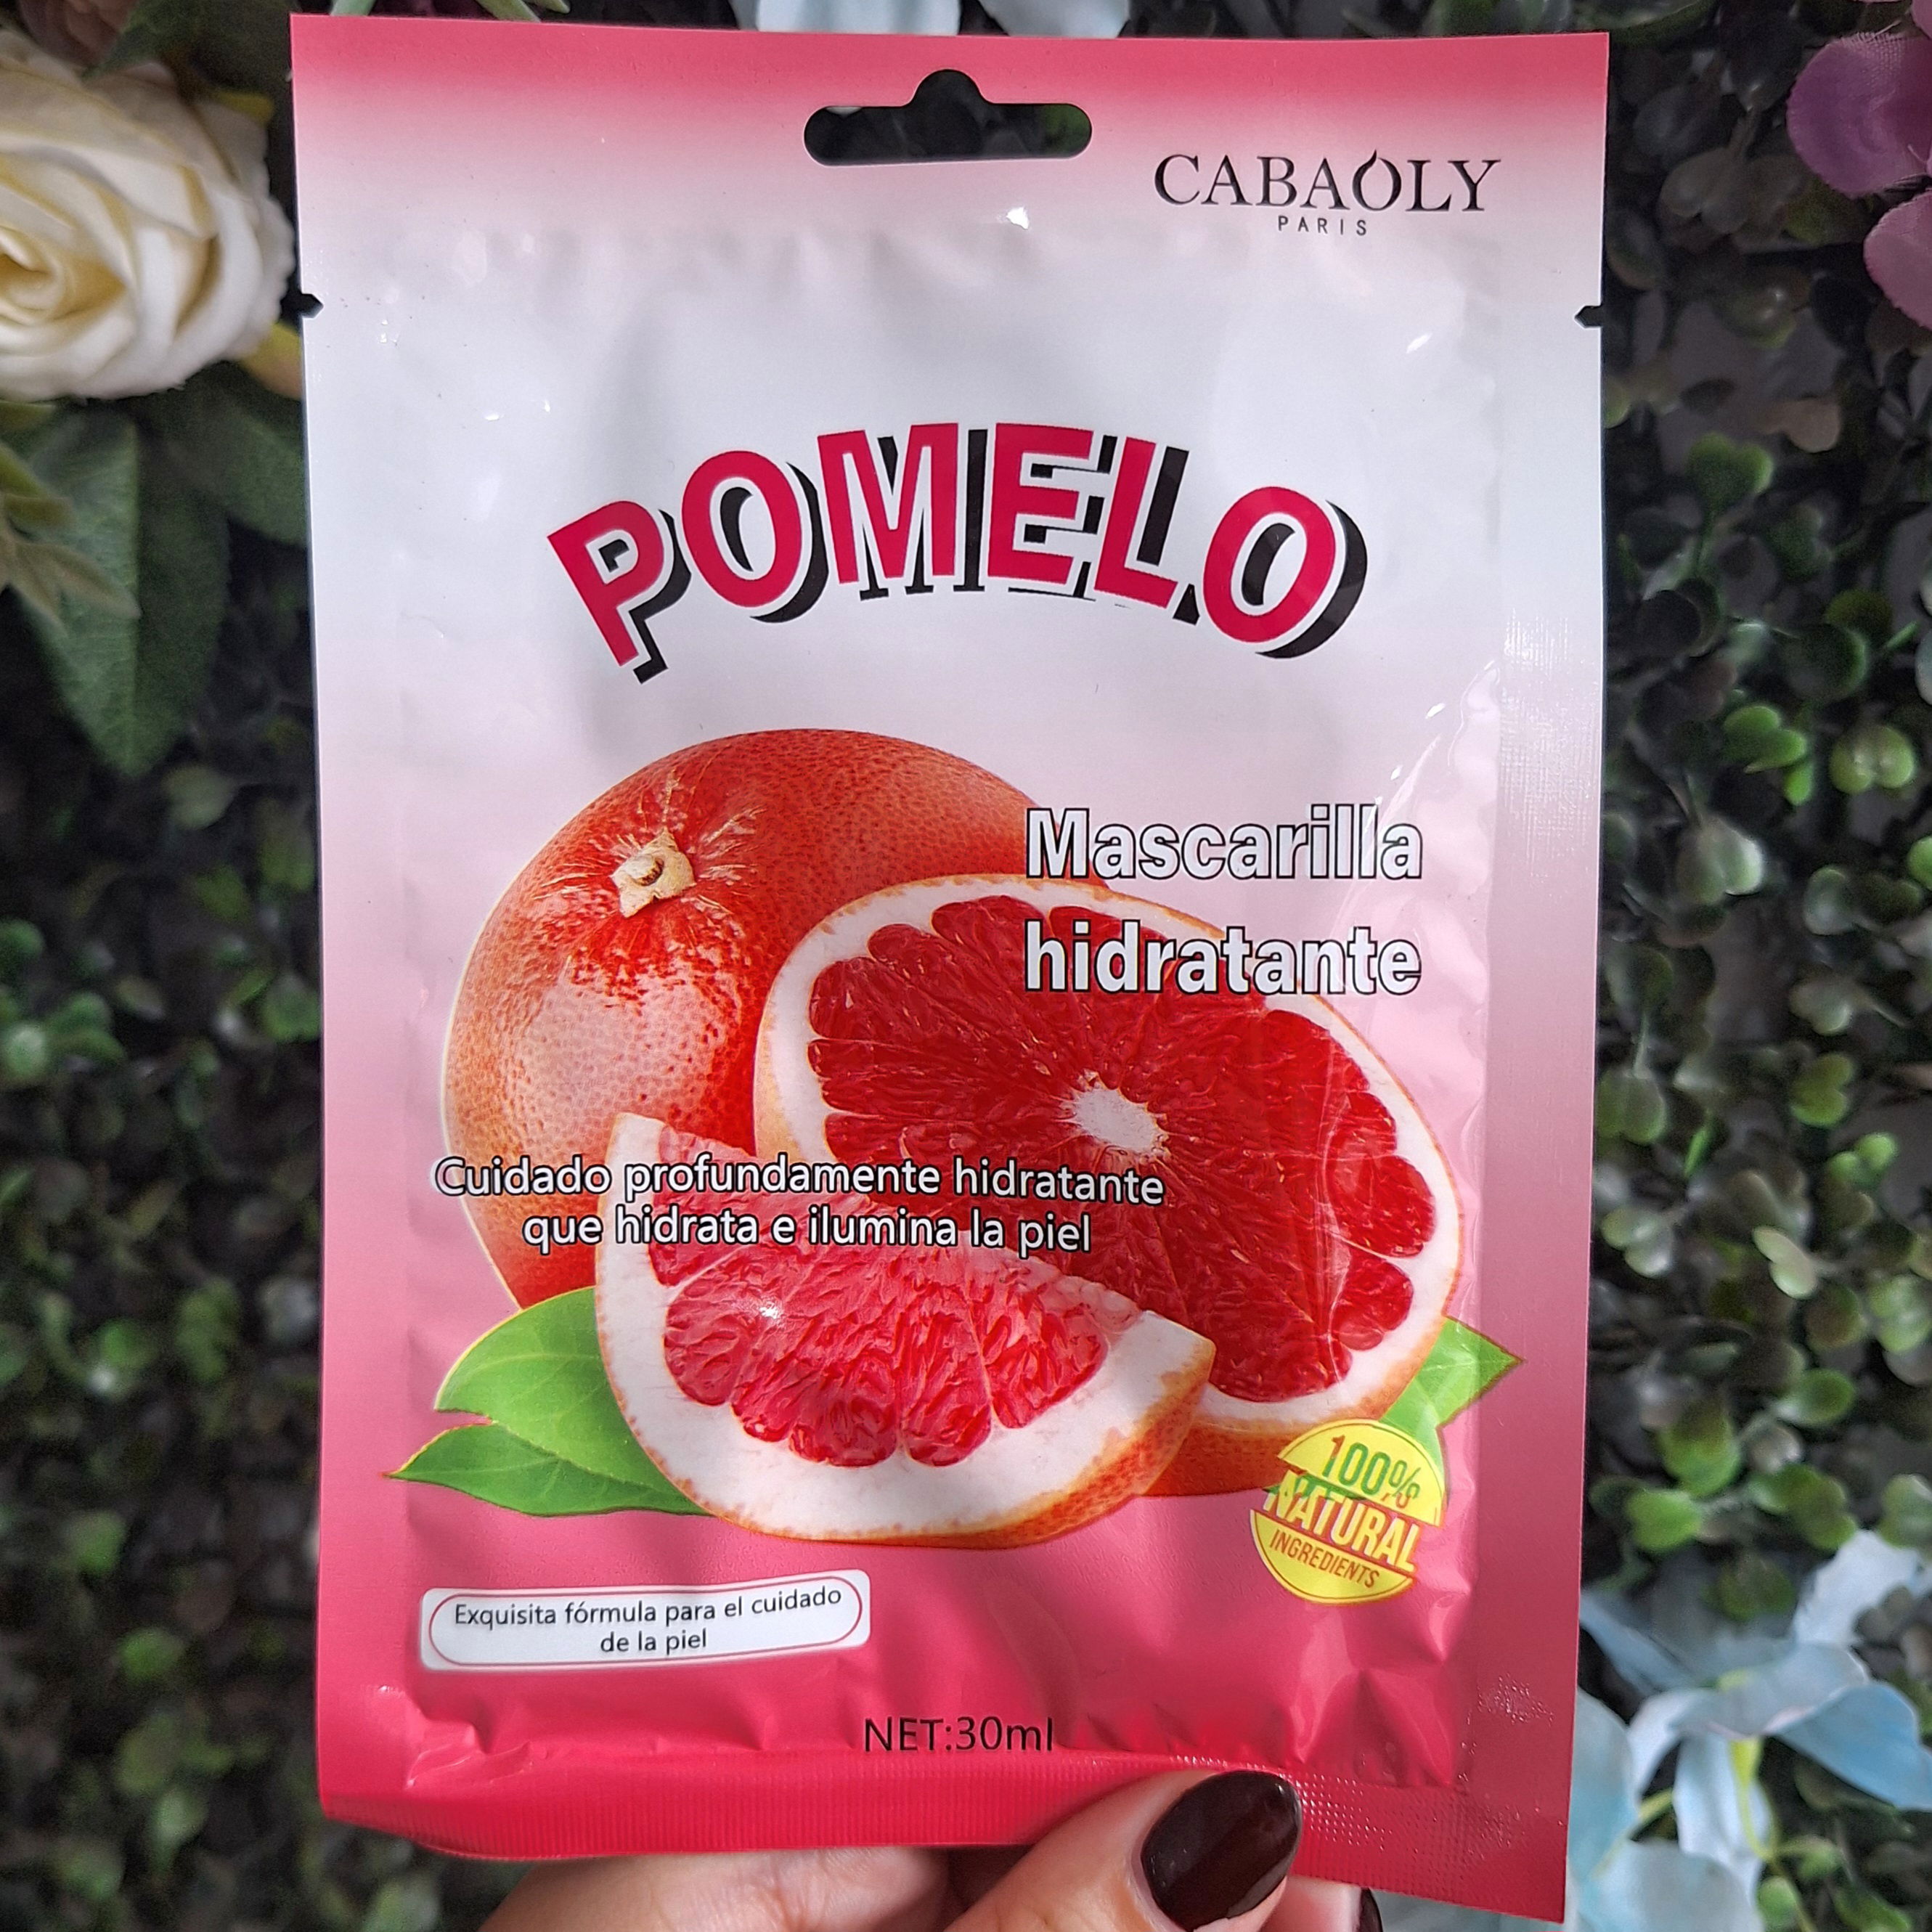 CABAOLY
PARIS
POMELO
Mascarilla
hidratante
Cuidado profundamente hidratante
que hidrata e ilumina la piel
100%
NATURAL
INGREDIENTS
Exquisita fórmula para el cuidado
de la piel
NET:30ml